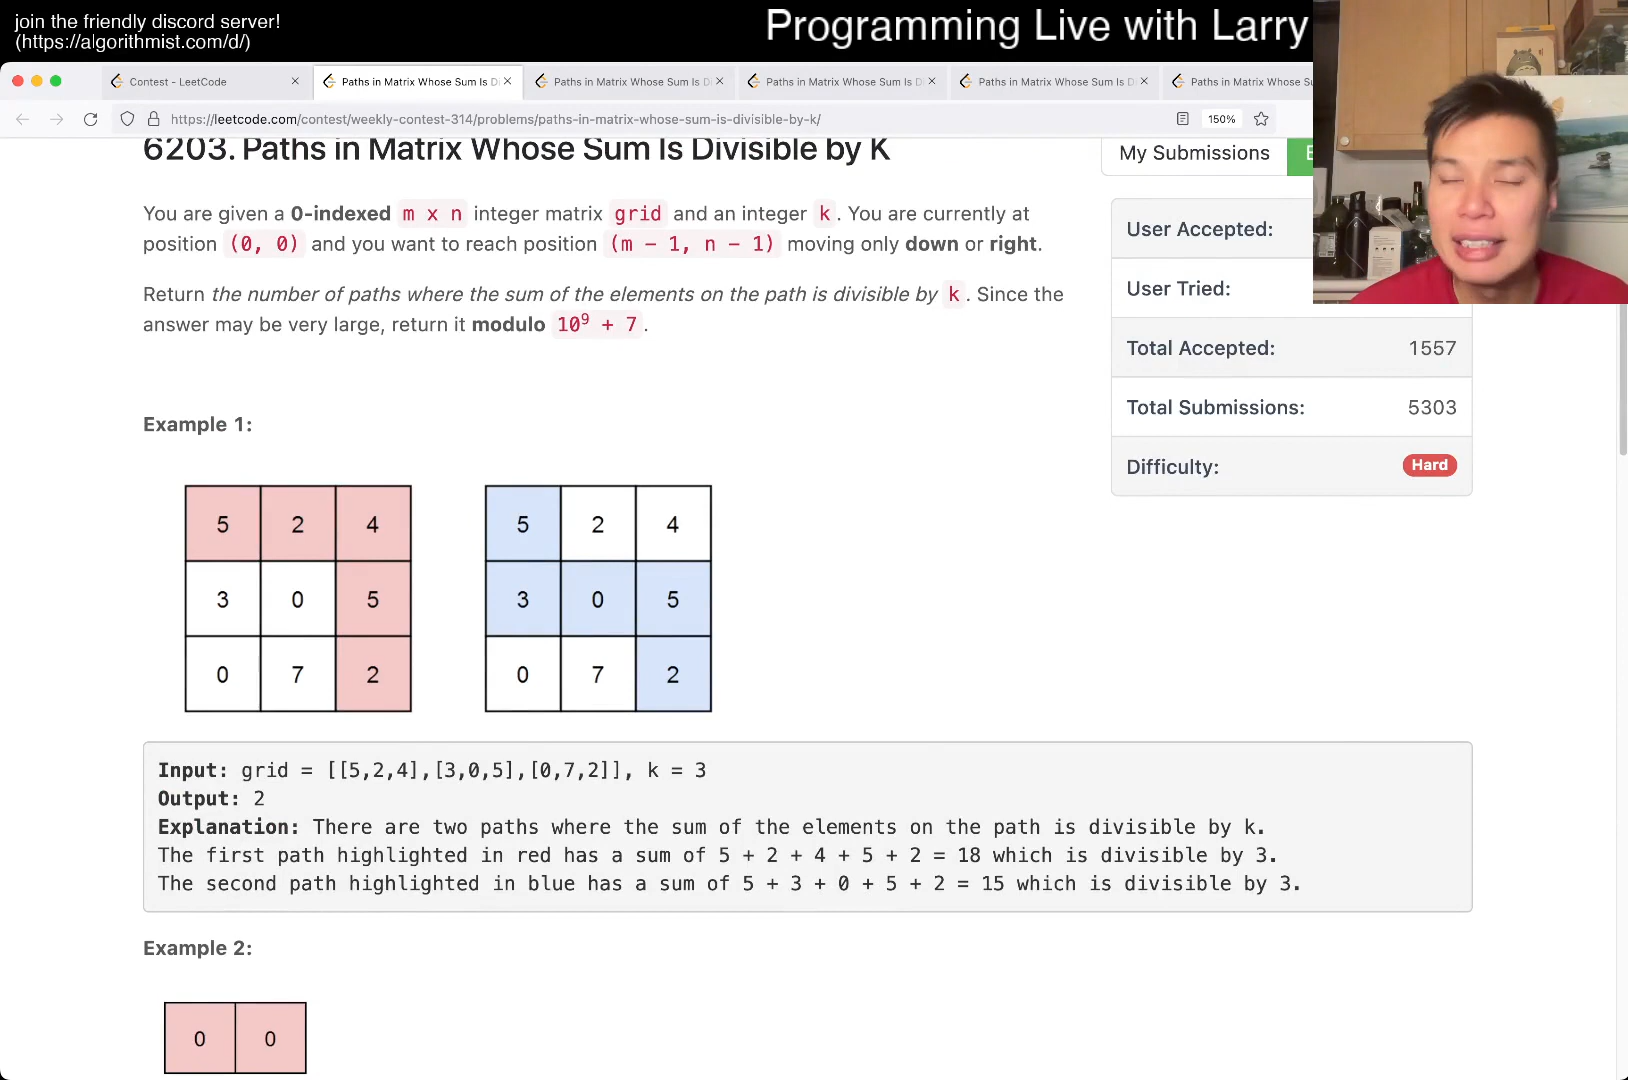 join the friendly discord server!
(https://algorithmist.com/d/)
Programming Live with Larry
Contest - LeetCode
Paths in Matrix Whose Sum Is D
Paths in Matrix Whose Sum Is D
Paths in Matrix Whose Sum Is D
Paths in Matrix Whose Sum Is D
Paths in Matrix Whose Su
https://leetcode.com/contest/weekly-contest-314/problems/paths-in-matrix-whose-sum-is-divisible-by-k/
150%
6203. Paths in Matrix Whose Sum Is Divisible by K
My Submissions
You are given a 0-indexed m x n integer matrix grid and an integer k. You are currently at
position (0, 0) and you want to reach position (m - 1, n - 1) moving only down or right.
Return the number of paths where the sum of the elements on the path is divisible by k. Since the
answer may be very large, return it modulo 10⁹ + 7.
User Accepted:
User Tried:
Total Accepted: 1557
Total Submissions: 5303
Difficulty: Hard
Example 1:
5 2 4
3 0 5
0 7 2
5 2 4
3 0 5
0 7 2
Input: grid = [[5,2,4],[3,0,5],[0,7,2]], k = 3
Output: 2
Explanation: There are two paths where the sum of the elements on the path is divisible by k.
The first path highlighted in red has a sum of 5 + 2 + 4 + 5 + 2 = 18 which is divisible by 3.
The second path highlighted in blue has a sum of 5 + 3 + 0 + 5 + 2 = 15 which is divisible by 3.
Example 2:
0 0